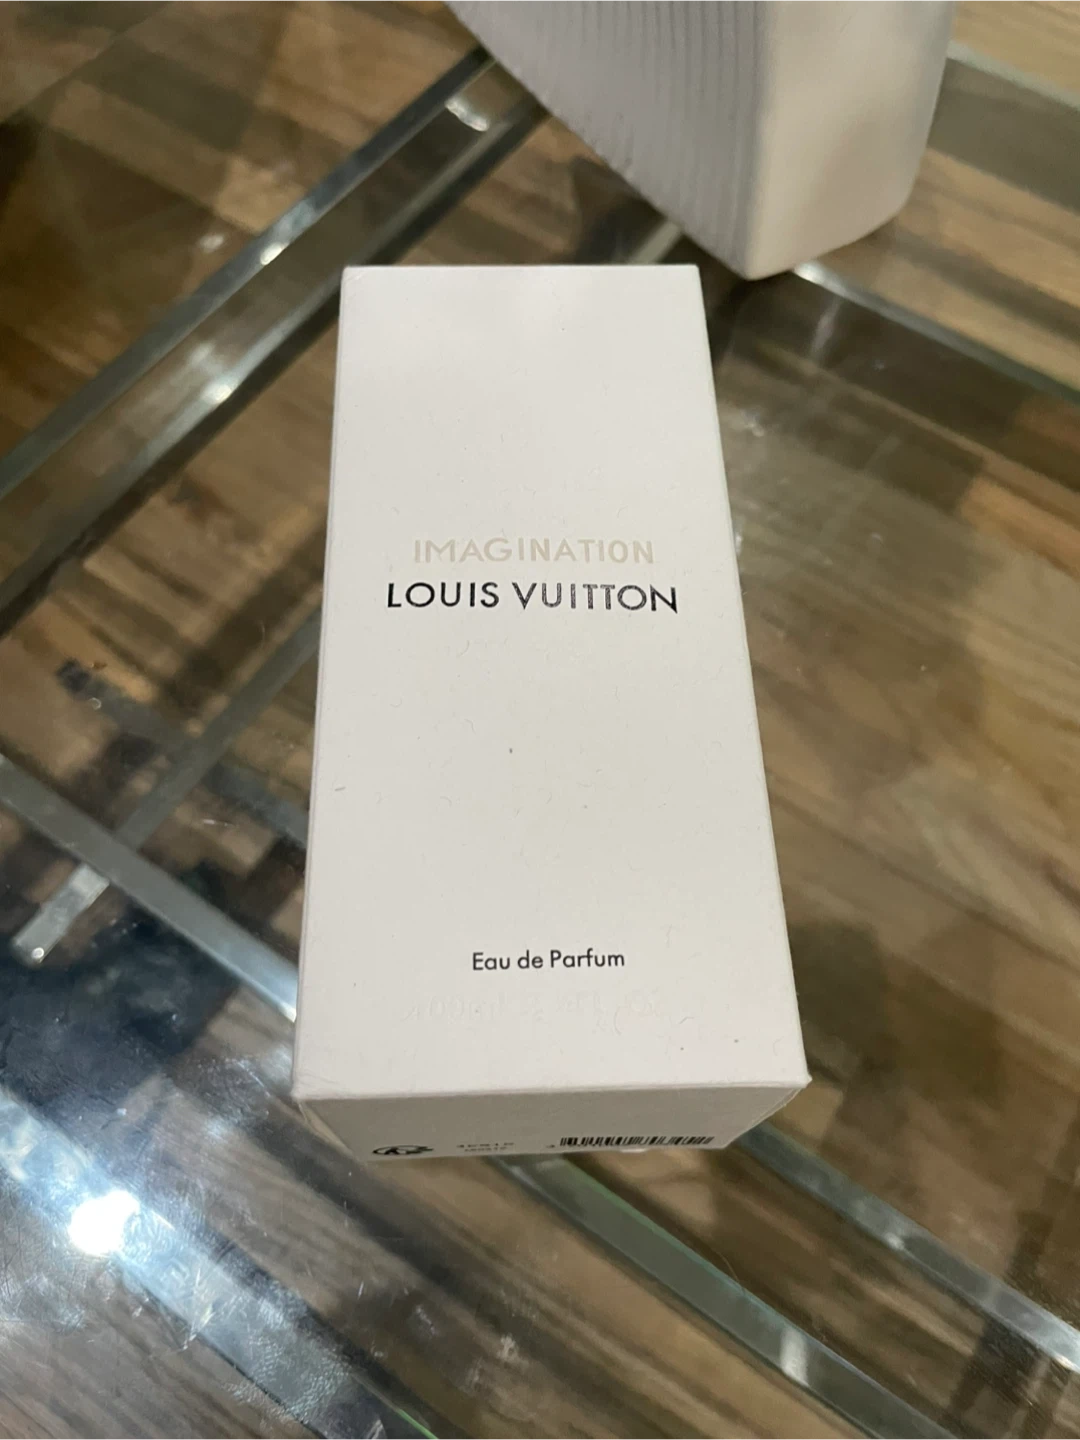 IMAGINATION
LOUIS VUITTON
Eau de Parfum